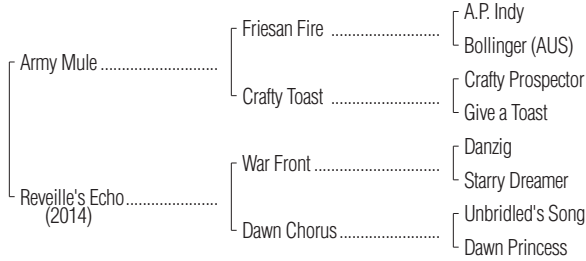 A.P. Indy
Friesan Fire ..............................
Bollinger (AUS)
Army Mule ..............................
Crafty Prospector
Crafty Toast ..............................
Give a Toast
Danzig
War Front ..............................
Starry Dreamer
Reveille's Echo ........................
(2014)
Unbridled's Song
Dawn Chorus ..........................
Dawn Princess